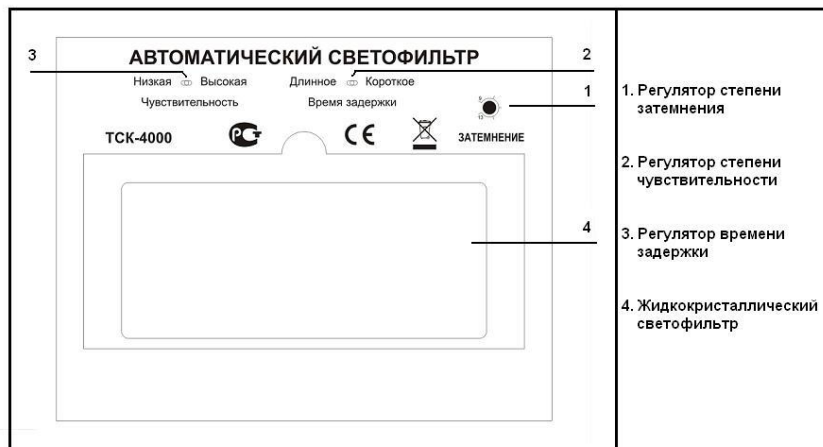 АВТОМАТИЧЕСКИЙ СВЕТОФИЛЬТР
3
2
Низкая Высокая Длинное Короткое
Чувствительность Время задержки
1
ТСК-4000 РСТ CE ЗАТЕМНЕНИЕ
4
1. Регулятор степени
затемнения
2. Регулятор степени
чувствительности
3. Регулятор времени
задержки
4. Жидкокристаллический
светофильтр